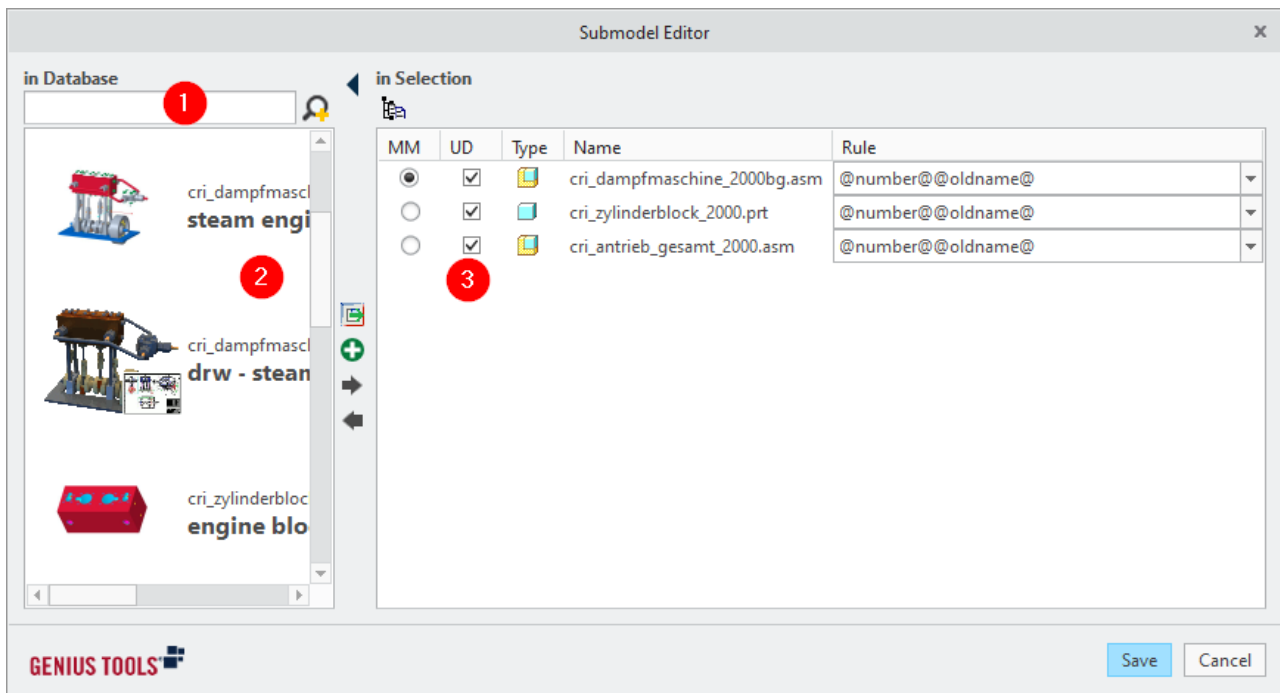 Submodel Editor
in Database
in Selection
1
MM UD Type Name Rule
cri_dampfmaschine_2000bg.asm @number@@oldname@
cri_zylinderblock_2000.prt @number@@oldname@
cri_antrieb_gesamt_2000.asm @number@@oldname@
cri_dampfmascl
steam engi
2
3
cri_dampfmascl
drw - stean
cri_zylinderbloc
engine blo
GENIUS TOOLS
Save Cancel